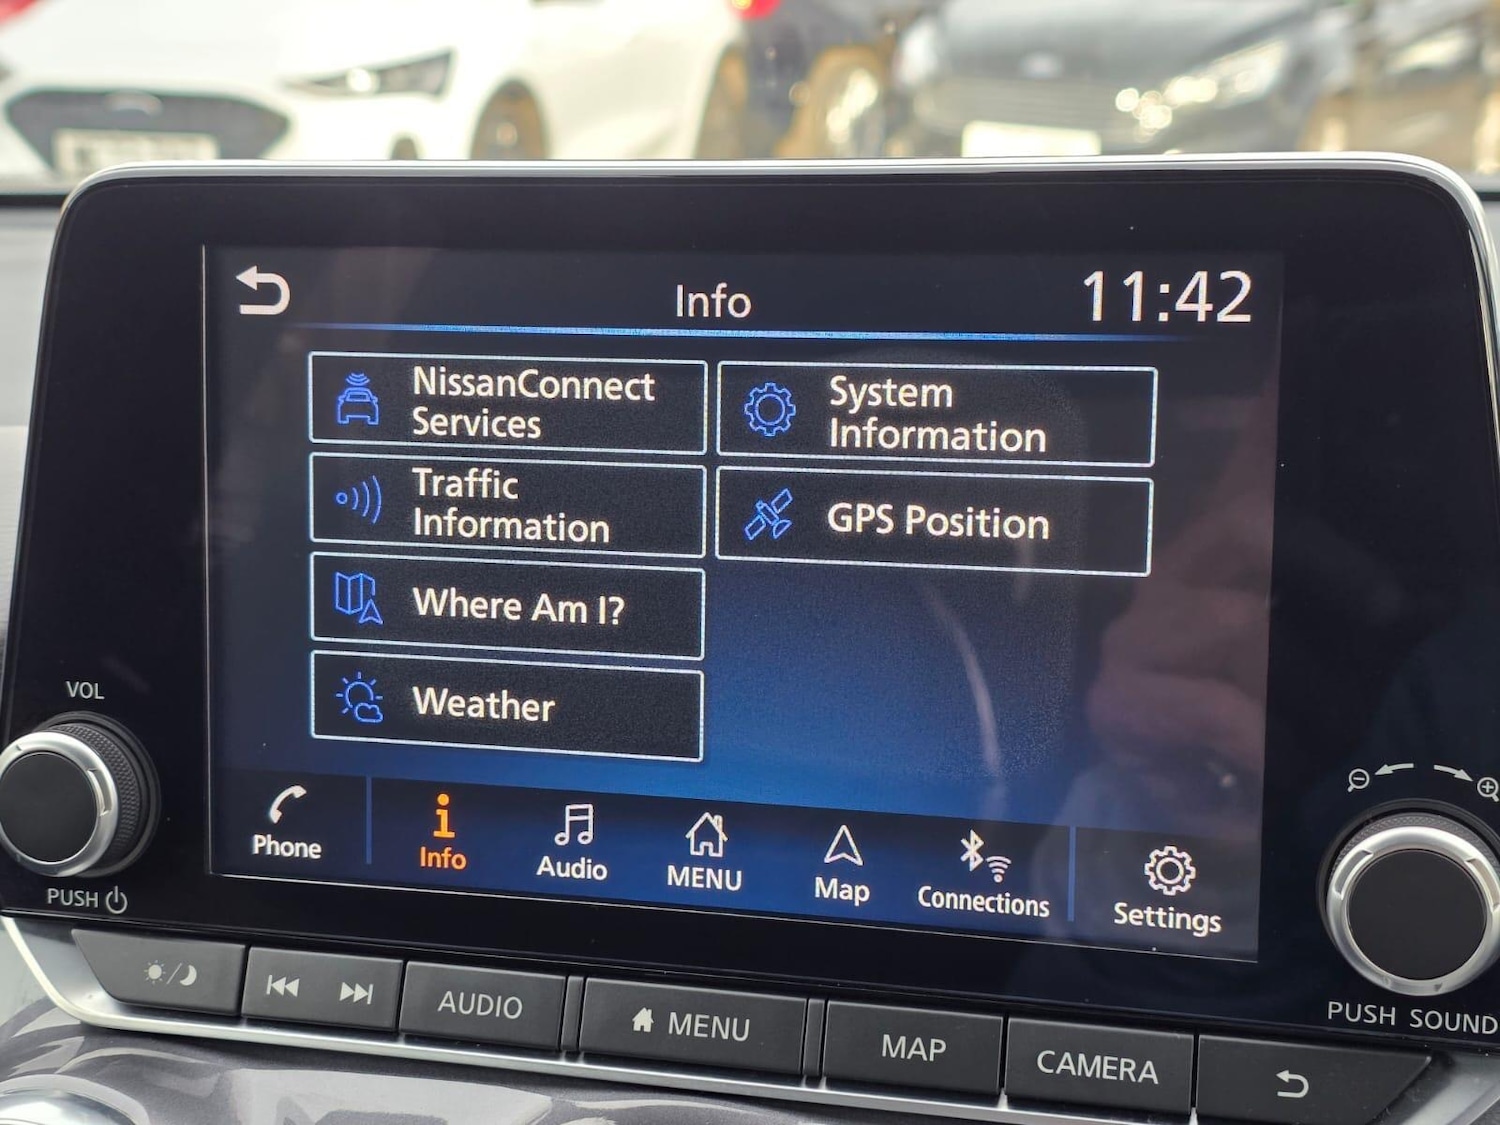 Info
11:42
NissanConnect
Services
System
Information
Traffic
Information
GPS Position
Where Am I?
Weather
VOL
PUSH
Phone
Info
Audio
MENU
Map
Connections
Settings
AUDIO
MENU
MAP
CAMERA
PUSH SOUND